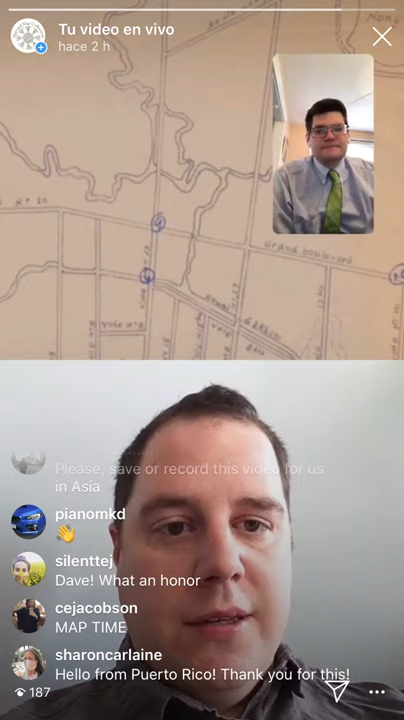 Tu video en vivo
hace 2 h
Grand boulevard
Please, save or record this video for us
in Asia
pianomkd
👋
silenttej
Dave! What an honor
cejacobson
MAP TIME
sharoncarlaine
Hello from Puerto Rico! Thank you for this!
187